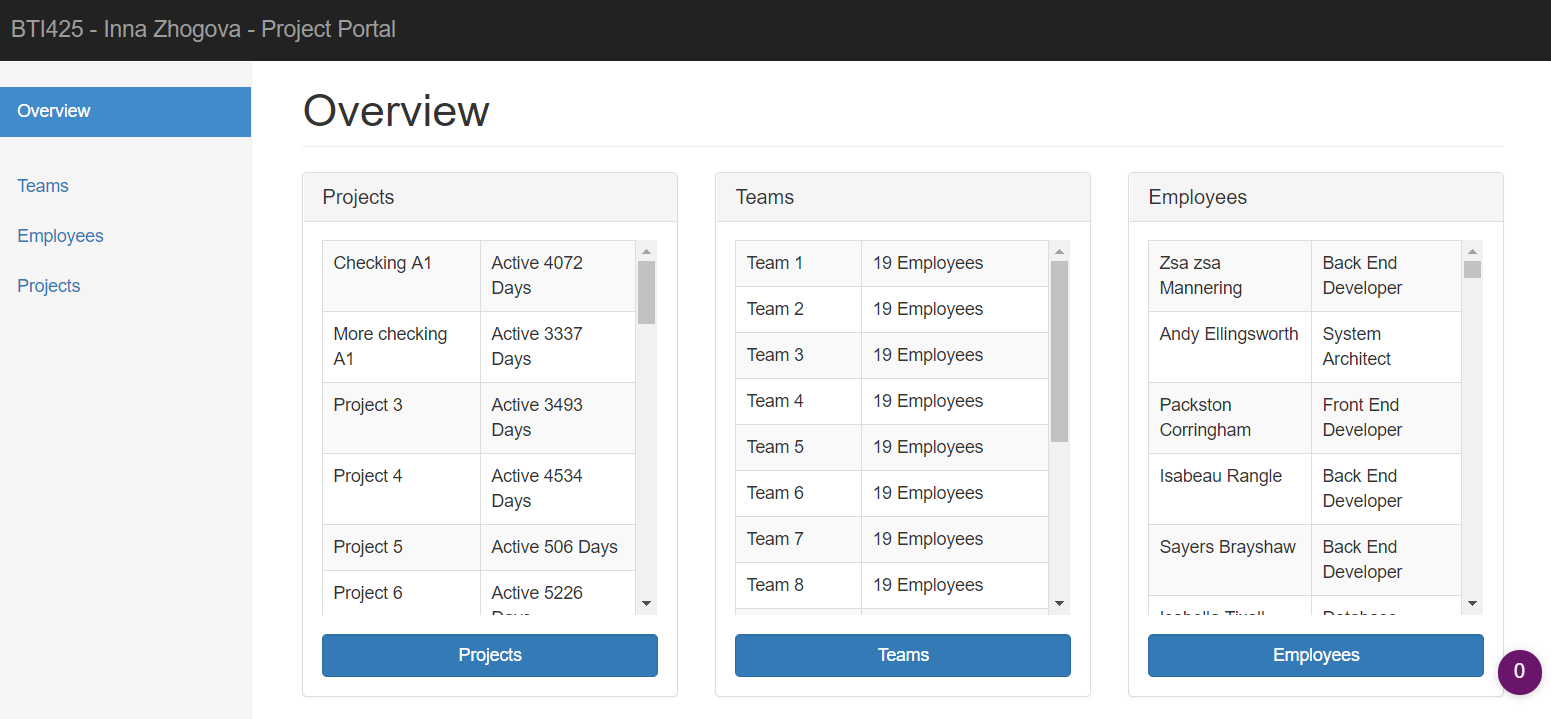 BTI425 - Inna Zhogova - Project Portal
Overview
Teams
Employees
Projects
Overview
Projects
Checking A1
Active 4072
Days
More checking
A1
Active 3337
Days
Project 3
Active 3493
Days
Project 4
Active 4534
Days
Project 5
Active 506 Days
Project 6
Active 5226
Projects
Teams
Team 1
19 Employees
Team 2
19 Employees
Team 3
19 Employees
Team 4
19 Employees
Team 5
19 Employees
Team 6
19 Employees
Team 7
19 Employees
Team 8
19 Employees
Teams
Employees
Zsa zsa
Mannering
Back End
Developer
Andy Ellingsworth
System
Architect
Packston
Corringham
Front End
Developer
Isabeau Rangle
Back End
Developer
Sayers Brayshaw
Back End
Developer
Employees
0